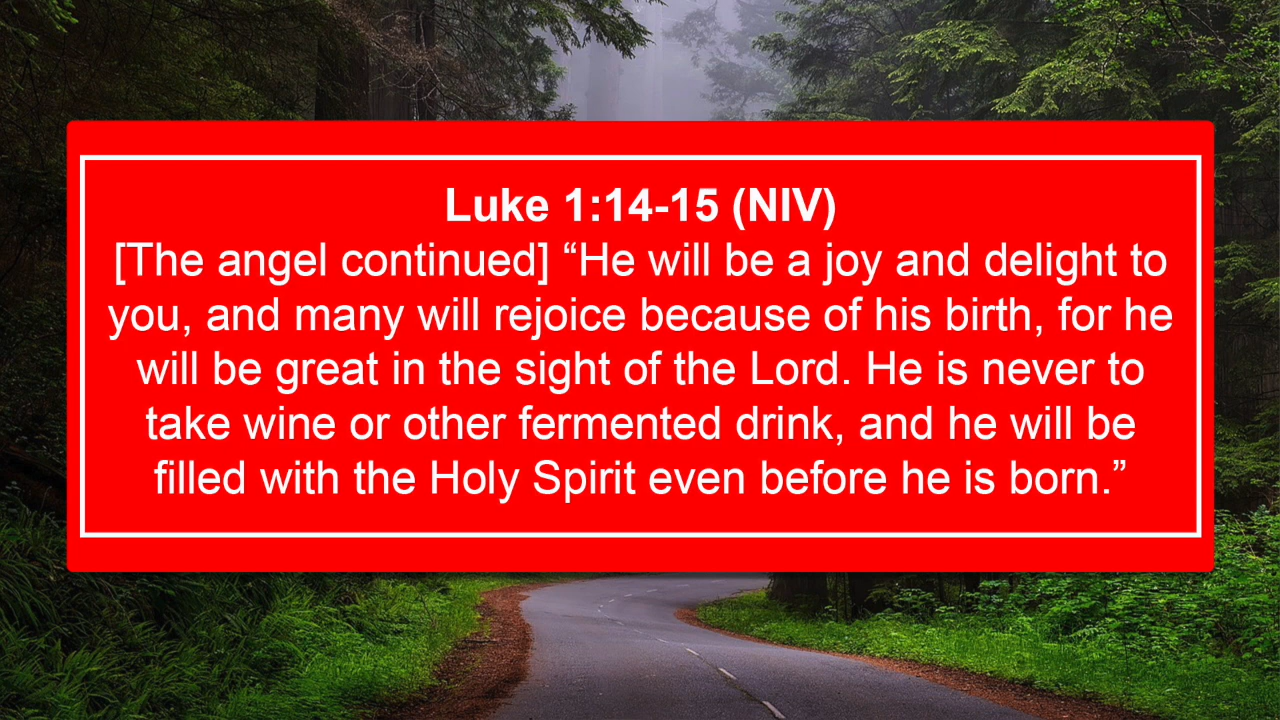 Luke 1:14-15 (NIV)
[The angel continued] “He will be a joy and delight to
you, and many will rejoice because of his birth, for he
will be great in the sight of the Lord. He is never to
take wine or other fermented drink, and he will be
filled with the Holy Spirit even before he is born.”